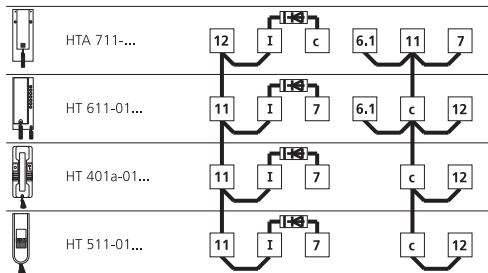 HTA 711-... 12 I c 6.1 11 7
HT 611-01... 11 I 7 6.1 c 12
HT 401a-01... 11 I 7 c 12
HT 511-01... 11 I 7 c 12